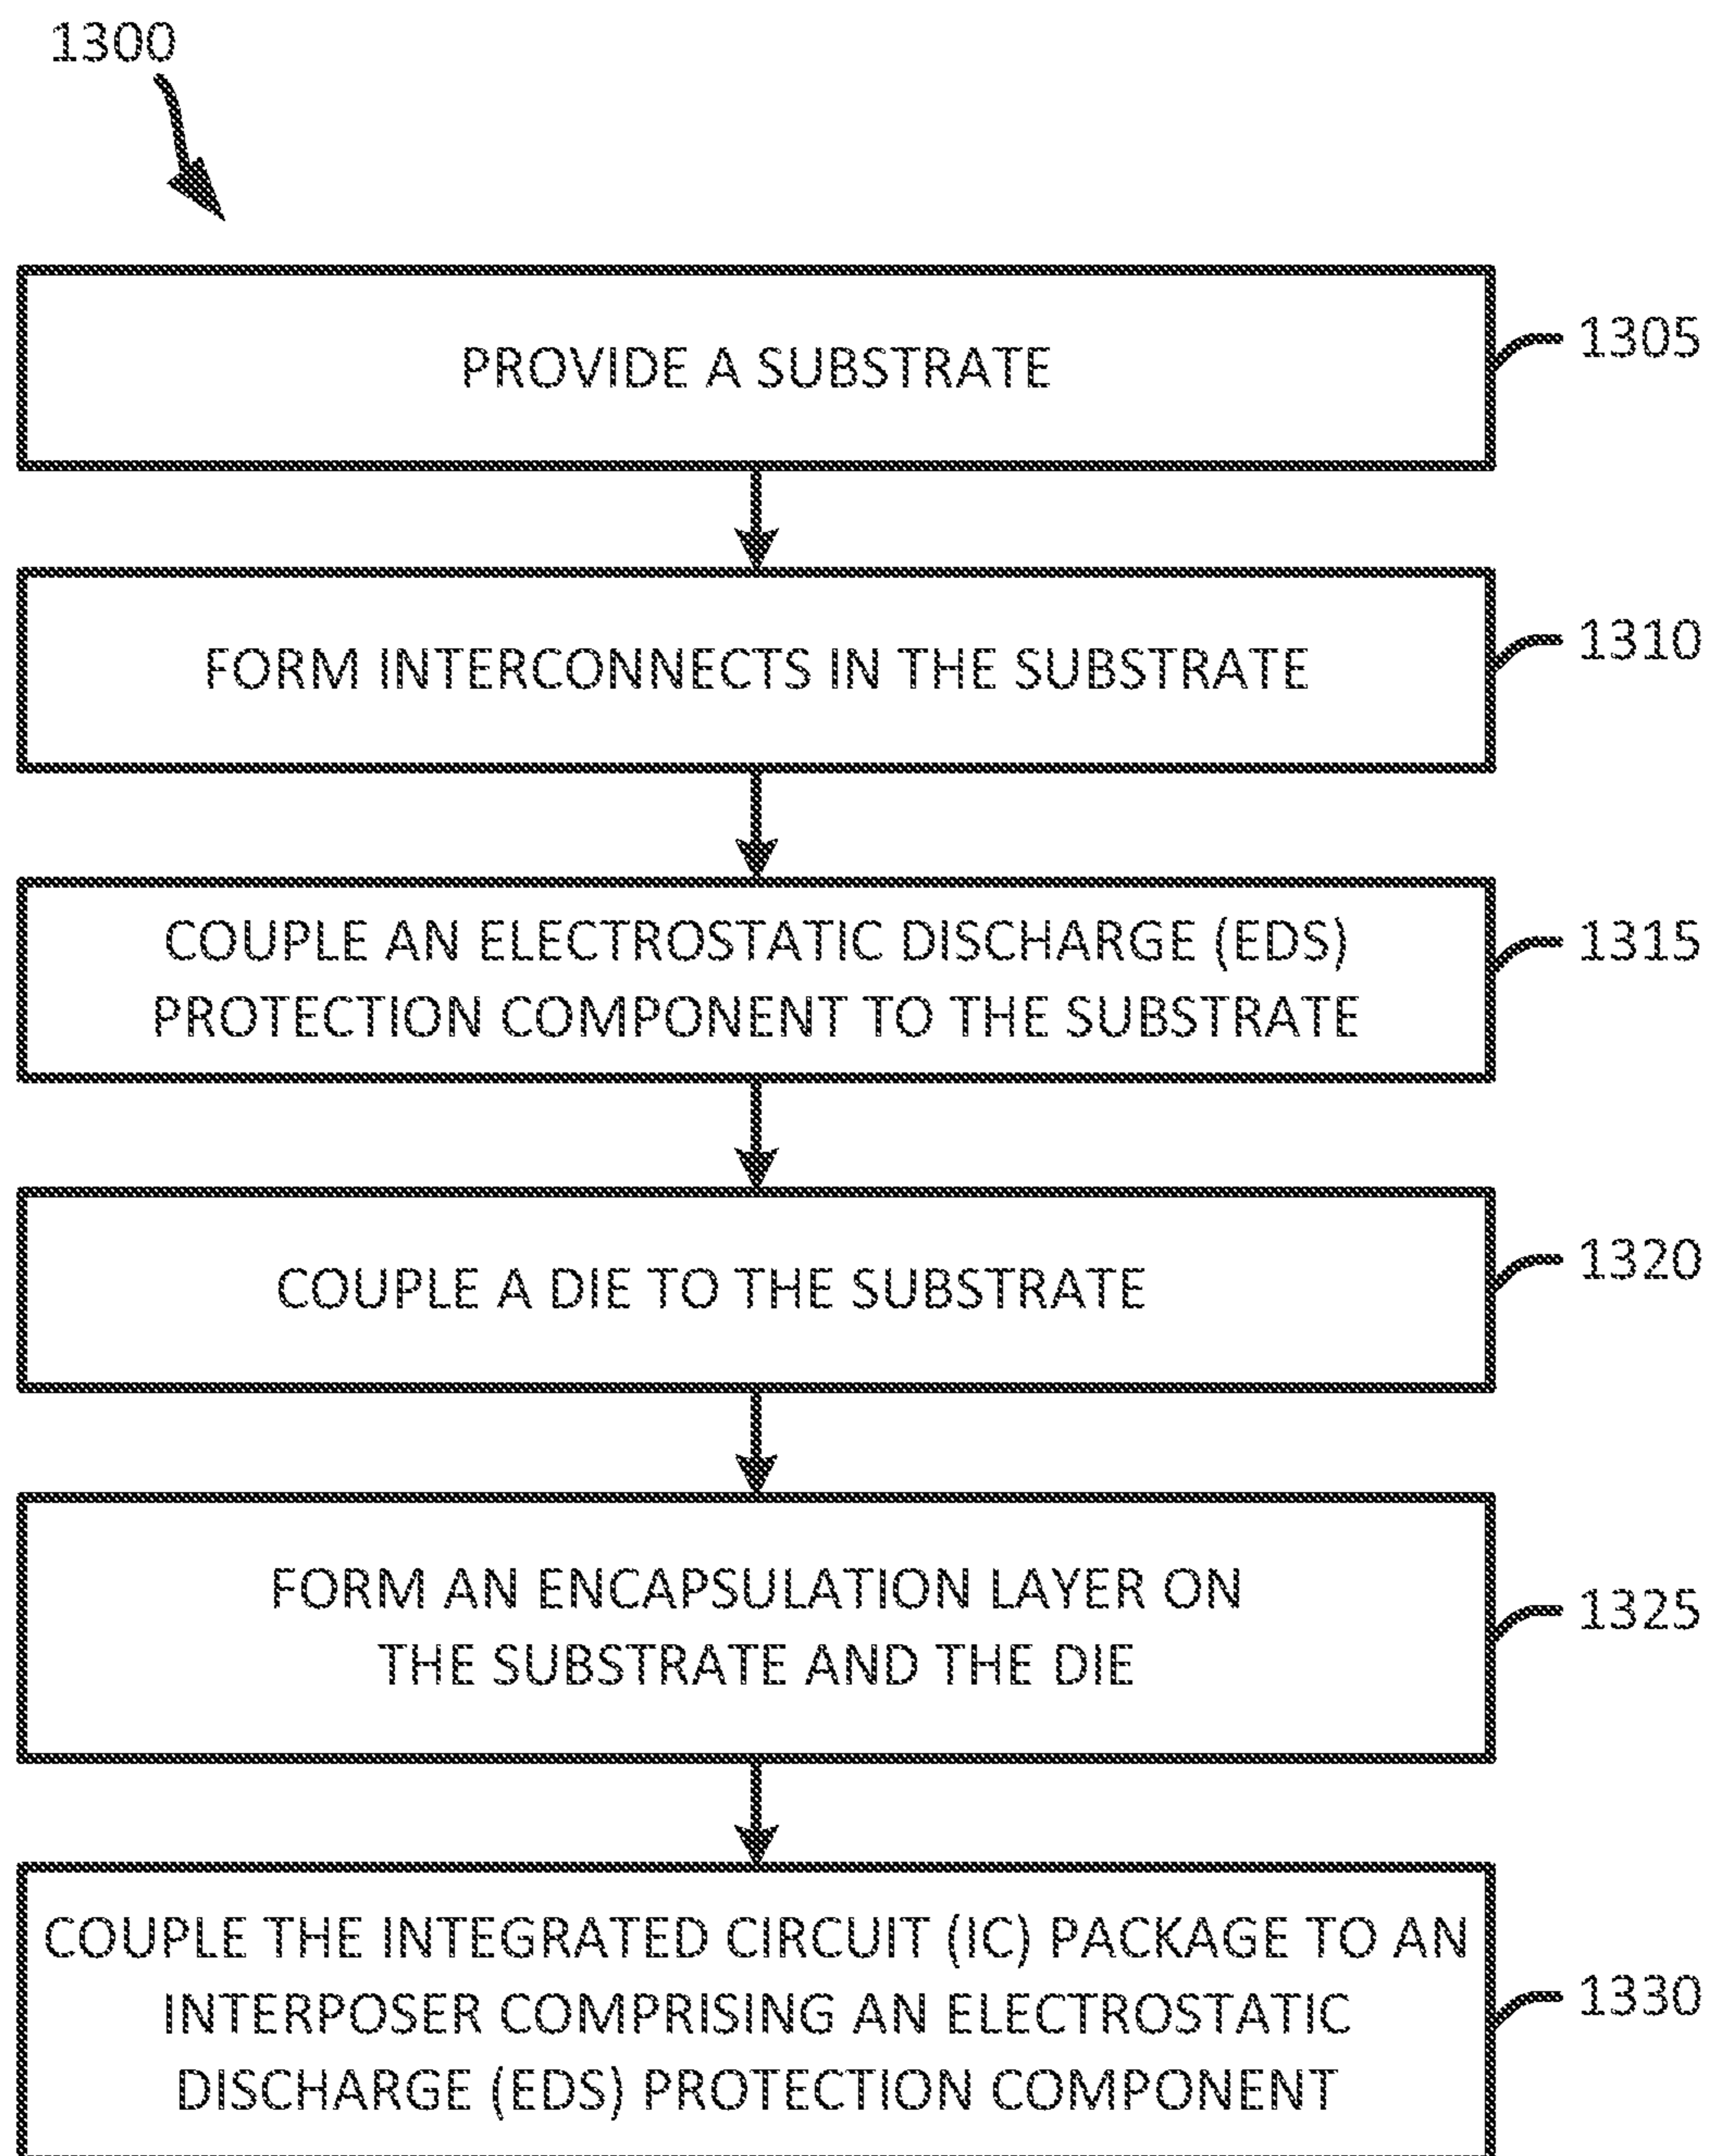 1300
PROVIDE A SUBSTRATE
1305
FORM INTERCONNECTS IN THE SUBSTRATE
1310
COUPLE AN ELECTROSTATIC DISCHARGE (EDS)
PROTECTION COMPONENT TO THE SUBSTRATE
1315
COUPLE A DIE TO THE SUBSTRATE
1320
FORM AN ENCAPSULATION LAYER ON
THE SUBSTRATE AND THE DIE
1325
COUPLE THE INTEGRATED CIRCUIT (IC) PACKAGE TO AN
INTERPOSER COMPRISING AN ELECTROSTATIC
DISCHARGE (EDS) PROTECTION COMPONENT
1330